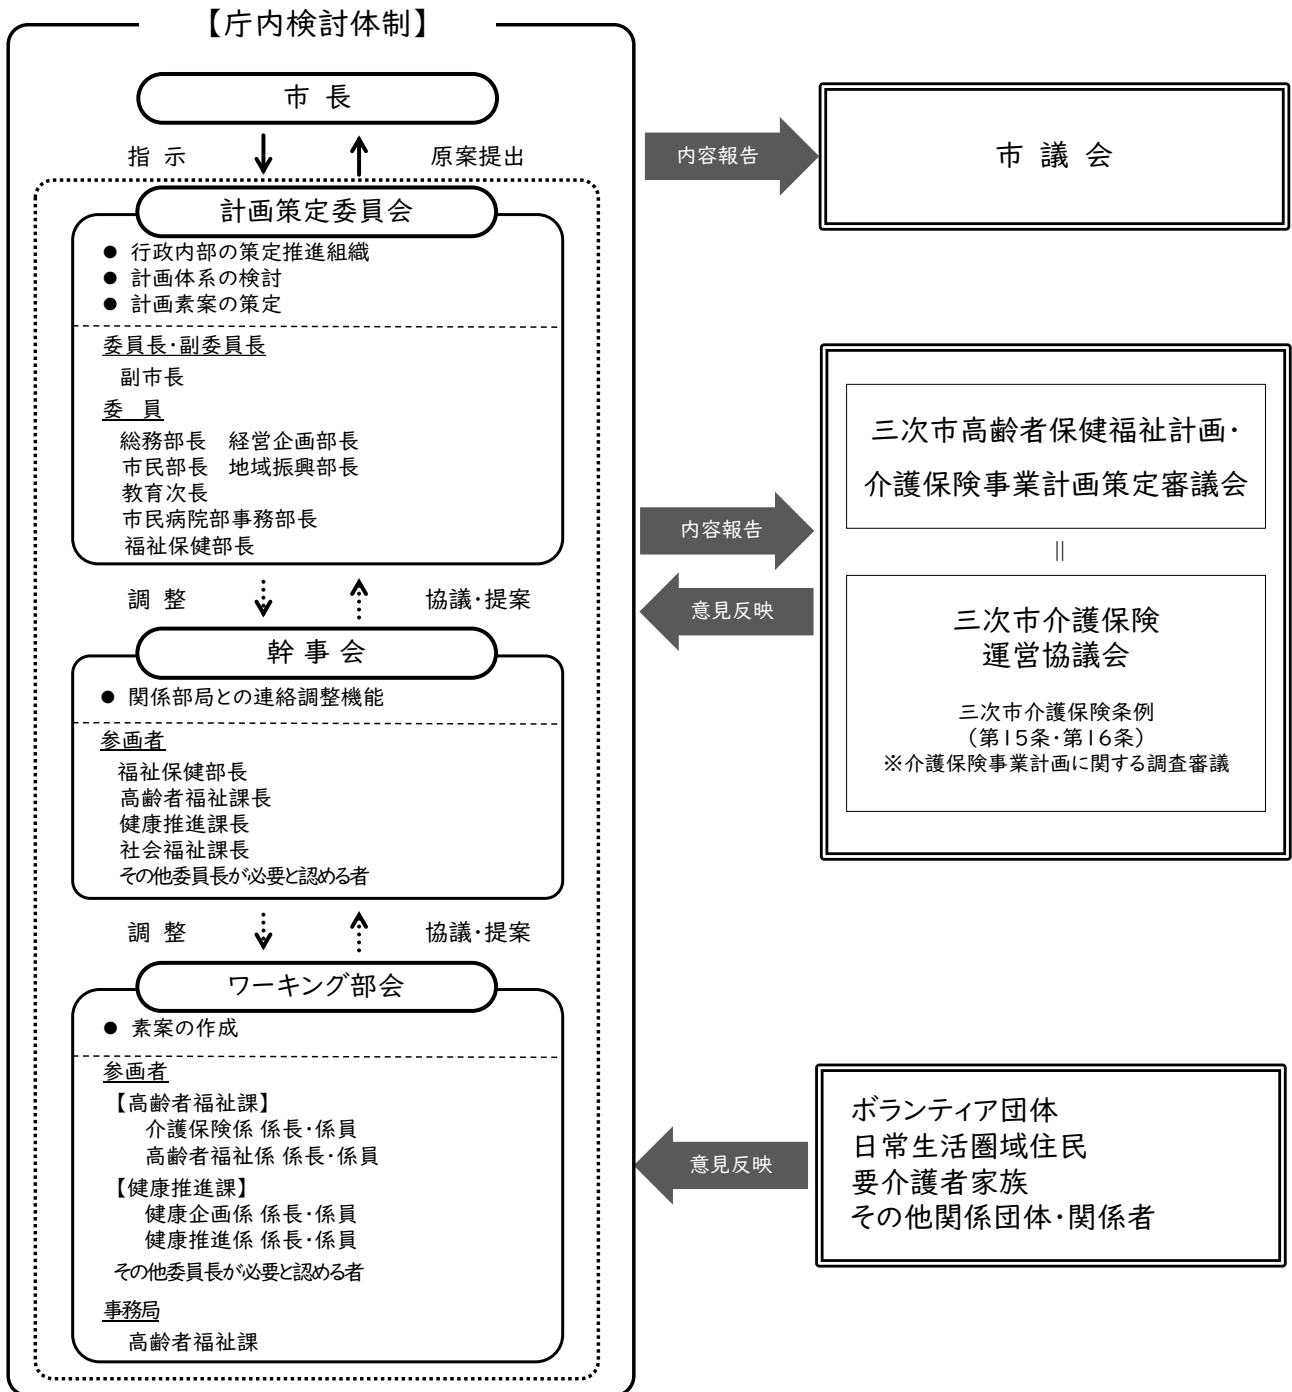 【庁内検討体制】
市 長
指 示
原案提出
計画策定委員会
● 行政内部の策定推進組織
● 計画体系の検討
● 計画素案の策定
委員長・副委員長
副市長
委 員
総務部長 経営企画部長
市民部長 地域振興部長
教育次長
市民病院部事務部長
福祉保健部長
調 整
協議・提案
幹 事 会
● 関係部局との連絡調整機能
参画者
福祉保健部長
高齢者福祉課長
健康推進課長
社会福祉課長
その他委員長が必要と認める者
調 整
協議・提案
ワーキング部会
● 素案の作成
参画者
【高齢者福祉課】
介護保険係 係長・係員
高齢者福祉係 係長・係員
【健康推進課】
健康企画係 係長・係員
健康推進係 係長・係員
その他委員長が必要と認める者
事務局
高齢者福祉課
内容報告
市 議 会
内容報告
意見反映
三次市高齢者保健福祉計画・
介護保険事業計画策定審議会
||
三次市介護保険
運営協議会
三次市介護保険条例
(第15条・第16条)
※介護保険事業計画に関する調査審議
意見反映
ボランティア団体
日常生活圏域住民
要介護者家族
その他関係団体・関係者